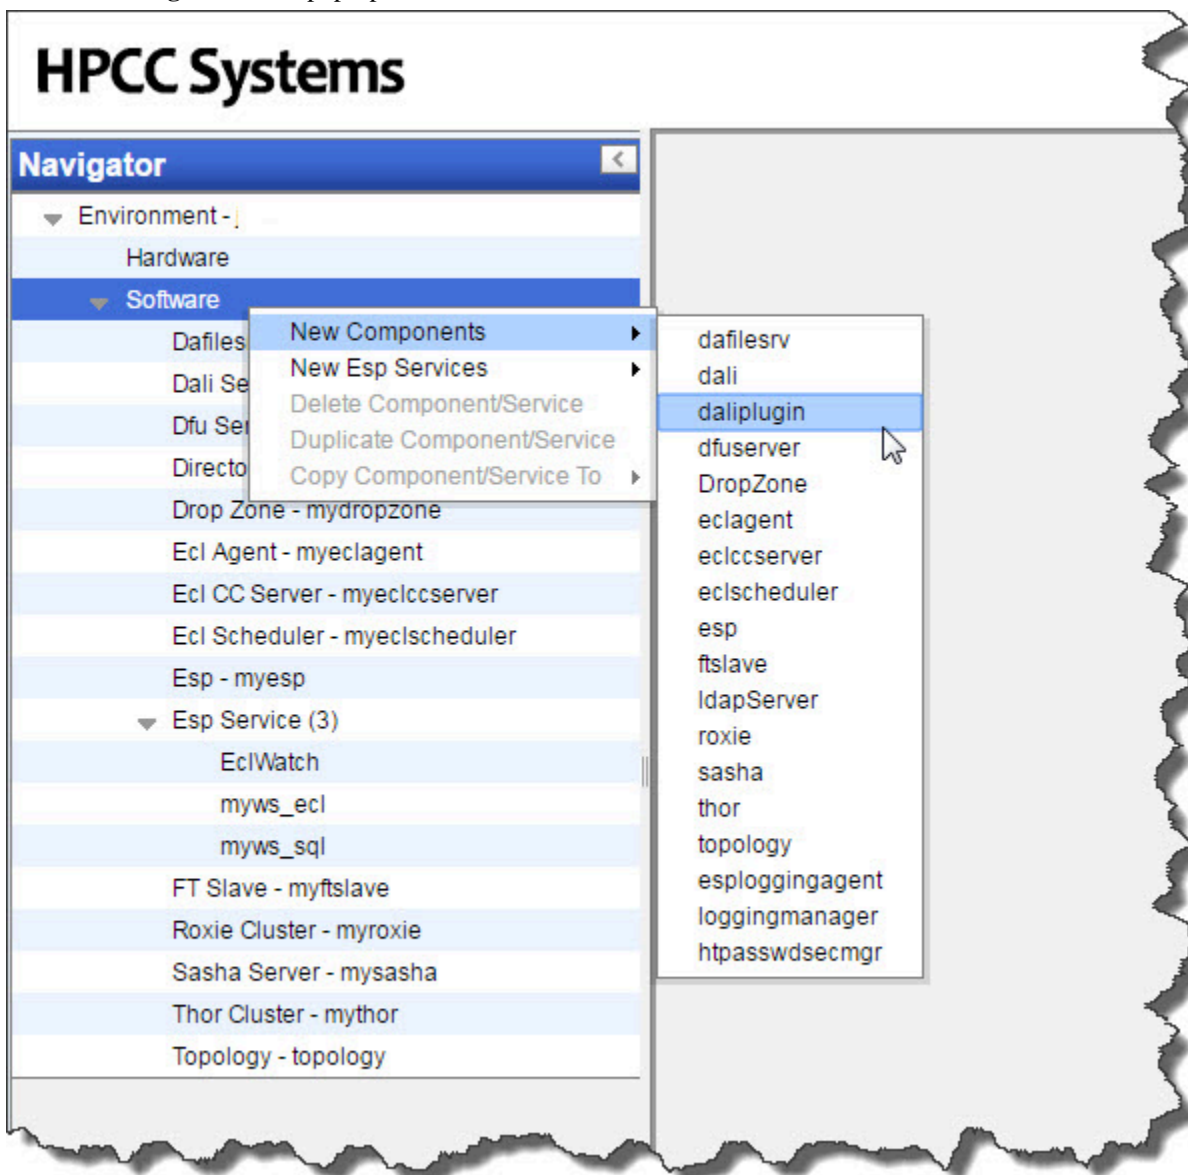 HPCC Systems
Navigator
Environment -
Hardware
Software
Dafiles
Dali Se
Dfu Ser
Directo
Drop Zone - mydropzone
Ecl Agent - myeclagent
Ecl CC Server - myeclccserver
Ecl Scheduler - myeclscheduler
Esp - myesp
Esp Service (3)
EclWatch
myws_ecl
myws_sql
FT Slave - myftslave
Roxie Cluster - myroxie
Sasha Server - mysasha
Thor Cluster - mythor
Topology - topology
New Components
New Esp Services
Delete Component/Service
Duplicate Component/Service
Copy Component/Service To
dafilesrv
dali
daliplugin
dfuserver
DropZone
eclagent
eclccserver
eclscheduler
esp
ftslave
ldapServer
roxie
sasha
thor
topology
esploggingagent
loggingmanager
htpasswdsecmgr